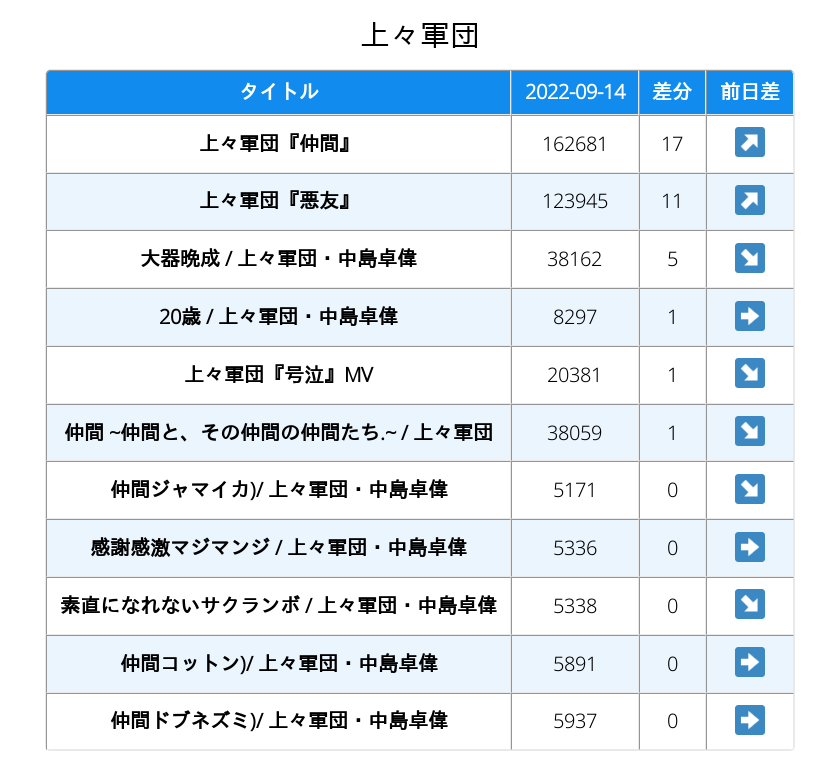 上々軍団
タイトル 2022-09-14 差分 前日差
上々軍団『仲間』 162681 17 ↗
上々軍団『悪友』 123945 11 ↗
大器晩成 / 上々軍団・中島卓偉 38162 5 ↘
20歳 / 上々軍団・中島卓偉 8297 1 ➡
上々軍団『号泣』MV 20381 1 ↘
仲間 ~仲間と、その仲間の仲間たち.~ / 上々軍団 38059 1 ↘
仲間ジャマイカ)/ 上々軍団・中島卓偉 5171 0 ↘
感謝感激マジマンジ / 上々軍団・中島卓偉 5336 0 ➡
素直になれないサクランボ / 上々軍団・中島卓偉 5338 0 ↘
仲間コットン)/ 上々軍団・中島卓偉 5891 0 ➡
仲間ドブネズミ)/ 上々軍団・中島卓偉 5937 0 ➡